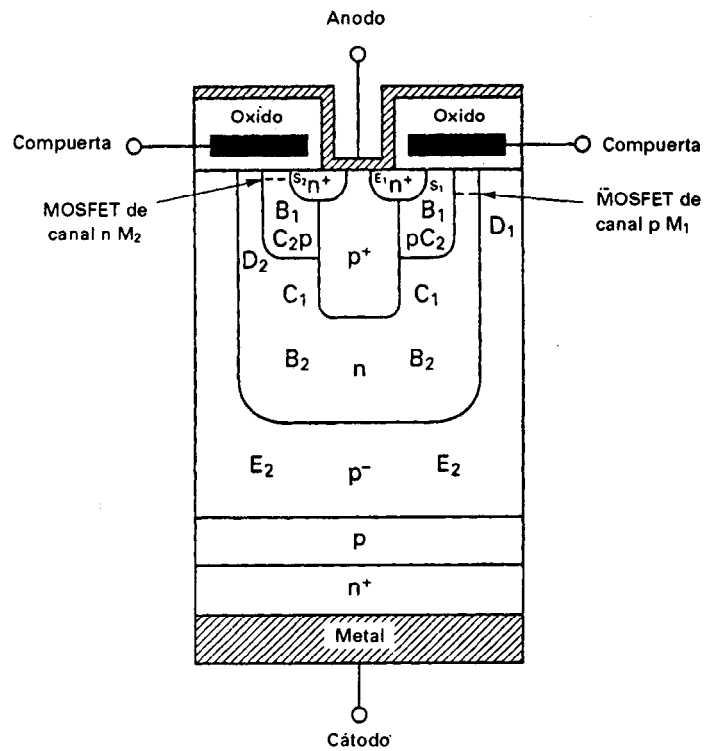 Anodo
Oxido
Oxido
Compuerta
Compuerta
S₂ n⁺
E₁ n⁺
S₁
MOSFET de
canal n M₂
MOSFET de
canal p M₁
B₁
B₁
D₁
C₂p
pC₂
D₂
p⁺
C₁
C₁
B₂
n
B₂
E₂
p⁻
E₂
p
n⁺
Metal
Cátodo